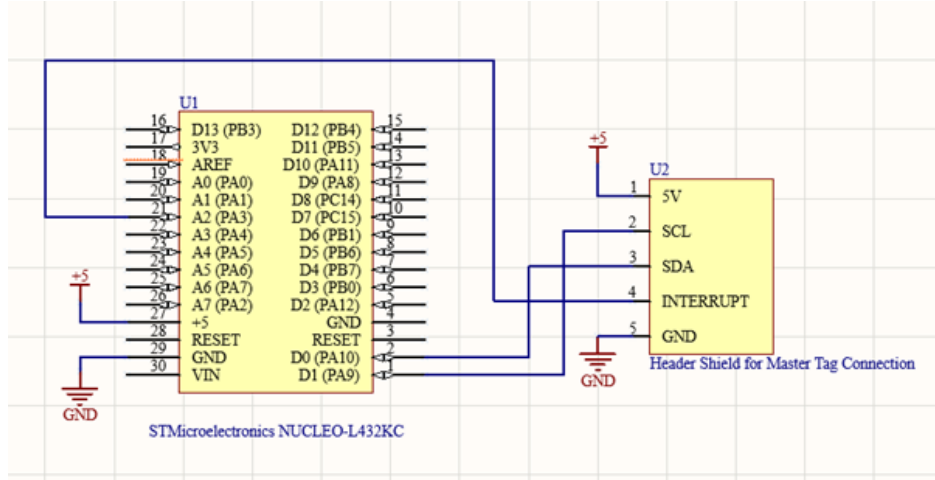 U1
16 D13 (PB3) D12 (PB4) 15
17 3V3 D11 (PB5) 14
18 AREF D10 (PA11) 13
19 A0 (PA0) D9 (PA8) 12
20 A1 (PA1) D8 (PC14) 11
21 A2 (PA3) D7 (PC15) 10
22 A3 (PA4) D6 (PB1) 9
23 A4 (PA5) D5 (PB6) 8
24 A5 (PA6) D4 (PB7) 7
25 A6 (PA7) D3 (PB0) 6
26 A7 (PA2) D2 (PA12) 5
27 +5 GND 4
28 RESET RESET 3
29 GND D0 (PA10) 2
30 VIN D1 (PA9) 1
+5
GND
STMicroelectronics NUCLEO-L432KC
+5
U2
1 5V
2 SCL
3 SDA
4 INTERRUPT
5 GND
GND
Header Shield for Master Tag Connection